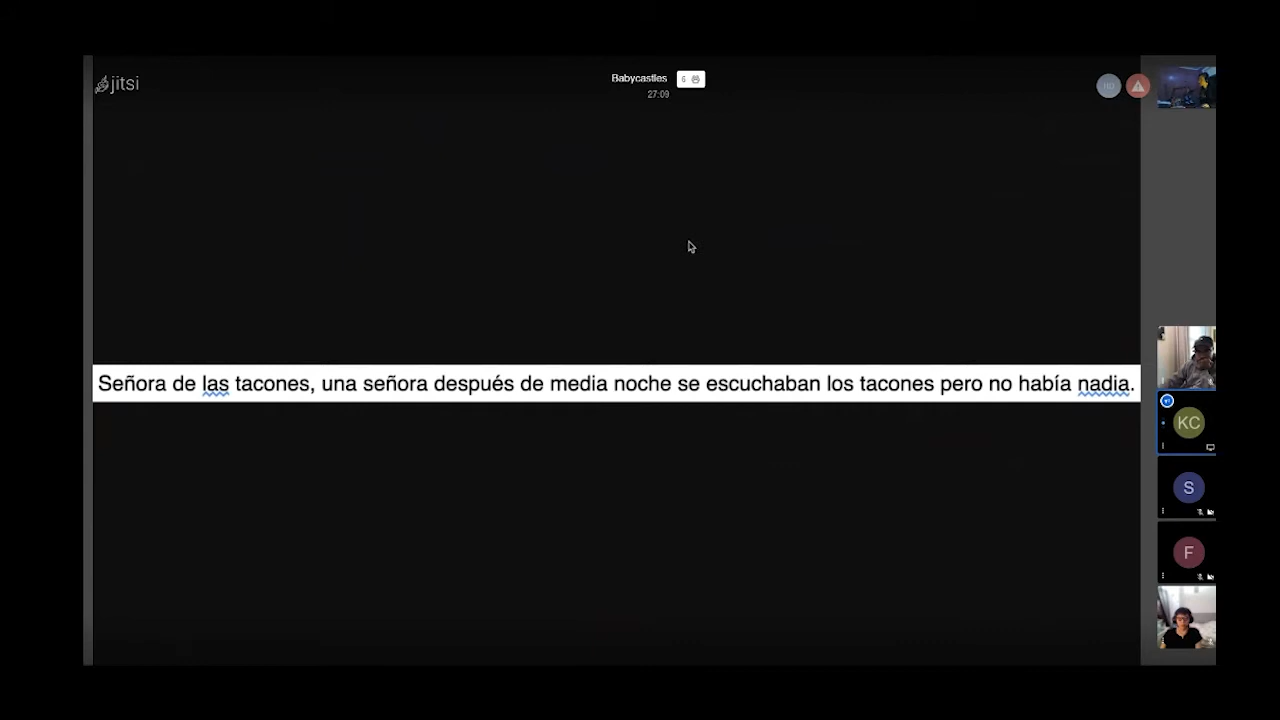 jitsi
Babycastles
27:09
Señora de las tacones, una señora después de media noche se escuchaban los tacones pero no había nadia.
KC
S
F